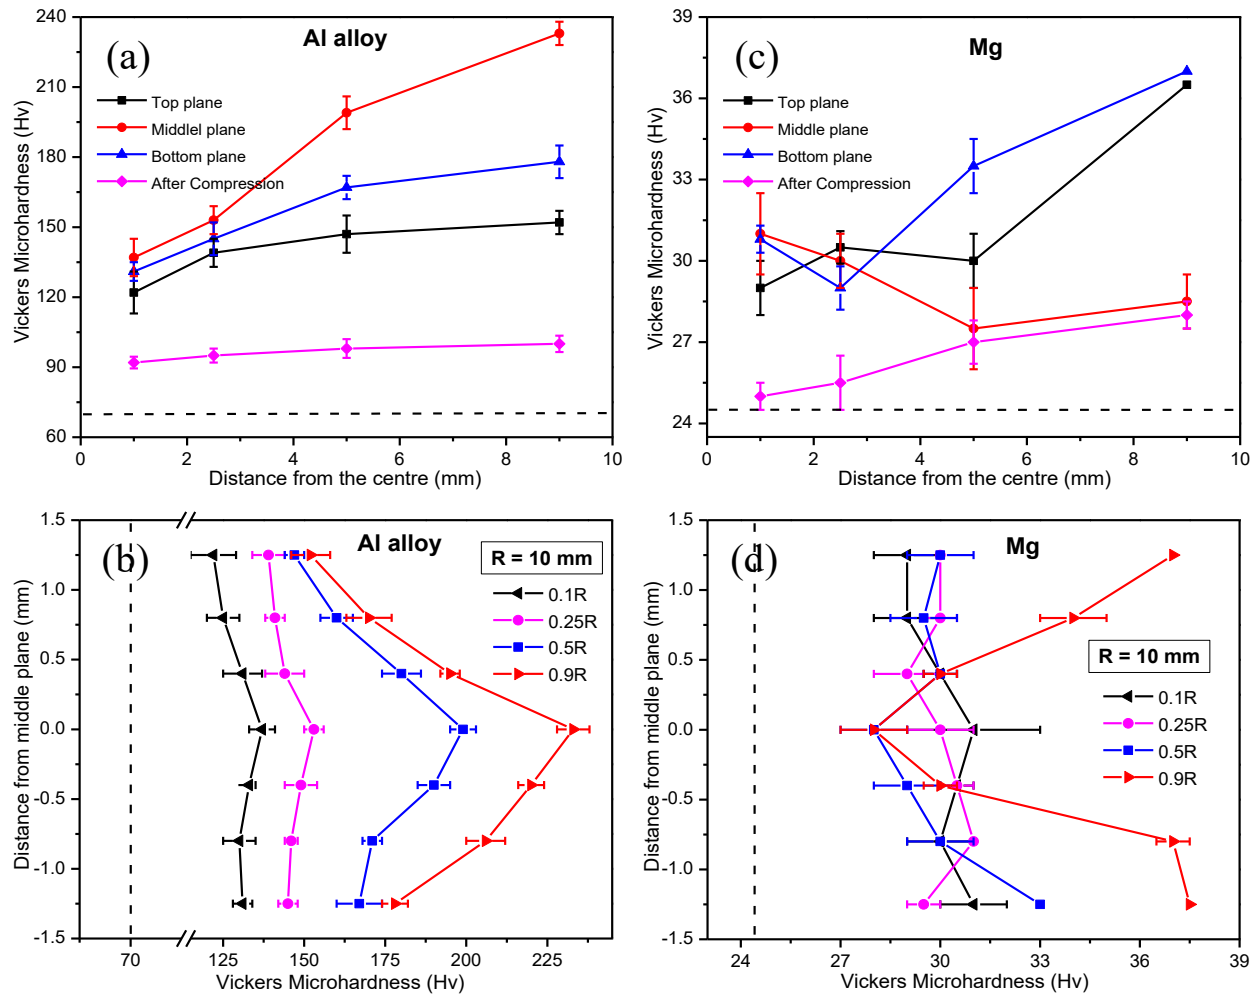 (a)
Al alloy
Top plane
Middlel plane
Bottom plane
After Compression
Vickers Microhardness (Hv)
240
210
180
150
120
90
60
0 2 4 6 8 10
Distance from the centre (mm)
(c)
Mg
Top plane
Middle plane
Bottom plane
After Compression
Vickers Microhardness (Hv)
39
36
33
30
27
24
0 2 4 6 8 10
Distance from the centre (mm)
(b)
Al alloy
R = 10 mm
0.1R
0.25R
0.5R
0.9R
Distance from middle plane (mm)
1.5
1.0
0.5
0.0
-0.5
-1.0
-1.5
70 125 150 175 200 225
Vickers Microhardness (Hv)
(d)
Mg
R = 10 mm
0.1R
0.25R
0.5R
0.9R
Distance from middle plane (mm)
1.5
1.0
0.5
0.0
-0.5
-1.0
-1.5
24 27 30 33 36 39
Vickers Microhardness (Hv)